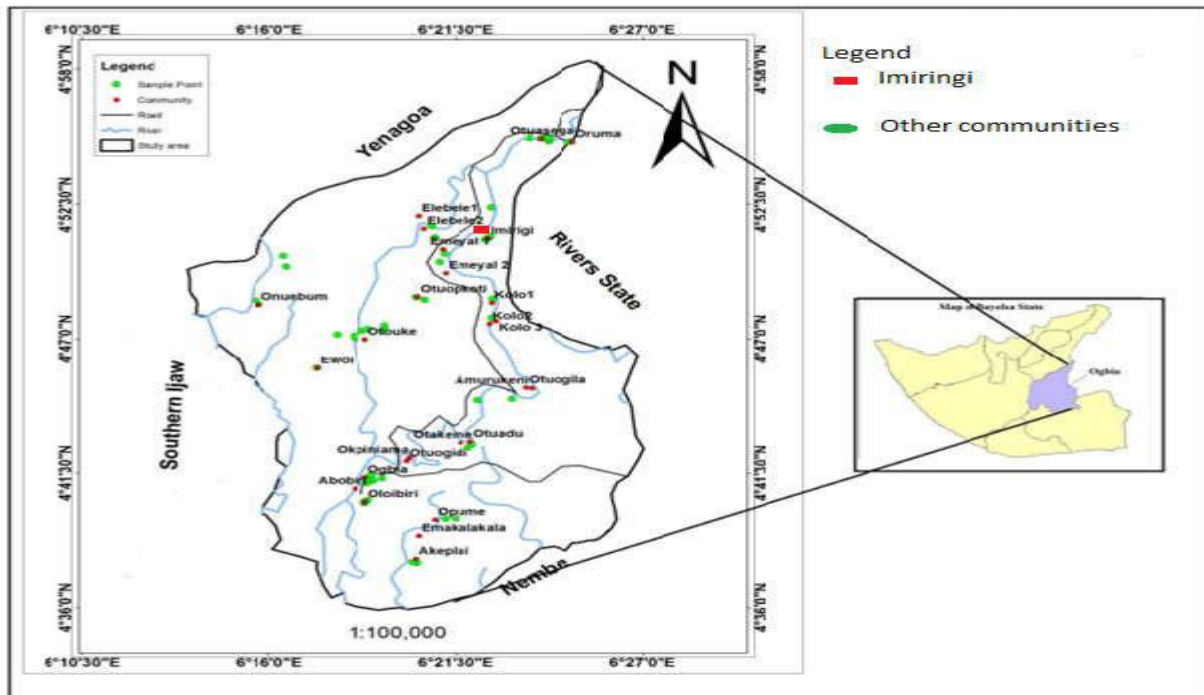 6°10'30"E 6°16'0"E 6°21'30"E 6°27'0"E
4°58'0"N
4°52'30"N
4°47'0"N
4°41'30"N
4°36'0"N
Legend
Sample Point
Community
Road
River
Study area
N
Legend
Imiringi
Other communities
Yenagoa
Otuasega
Oruma
Elebele1
Elebele2
Imirigi
Emeyal 1
Emeyal 2
Rivers State
Otuopkoti
Onuebum
Kolo1
Kolo2
Kolo 3
Otouke
Ewoi
Southern Ijaw
Amurukeni
Otuogila
Otakeme
Otuadu
Okpiniama
Otuogidi
Ogbia
Abobiri
Oloibiri
Opume
Emakalakala
Akeplai
Nembe
1:100,000
6°10'30"E 6°16'0"E 6°21'30"E 6°27'0"E
4°58'0"N
4°52'30"N
4°47'0"N
4°41'30"N
4°36'0"N
Map of Bayelsa State
Ogbia